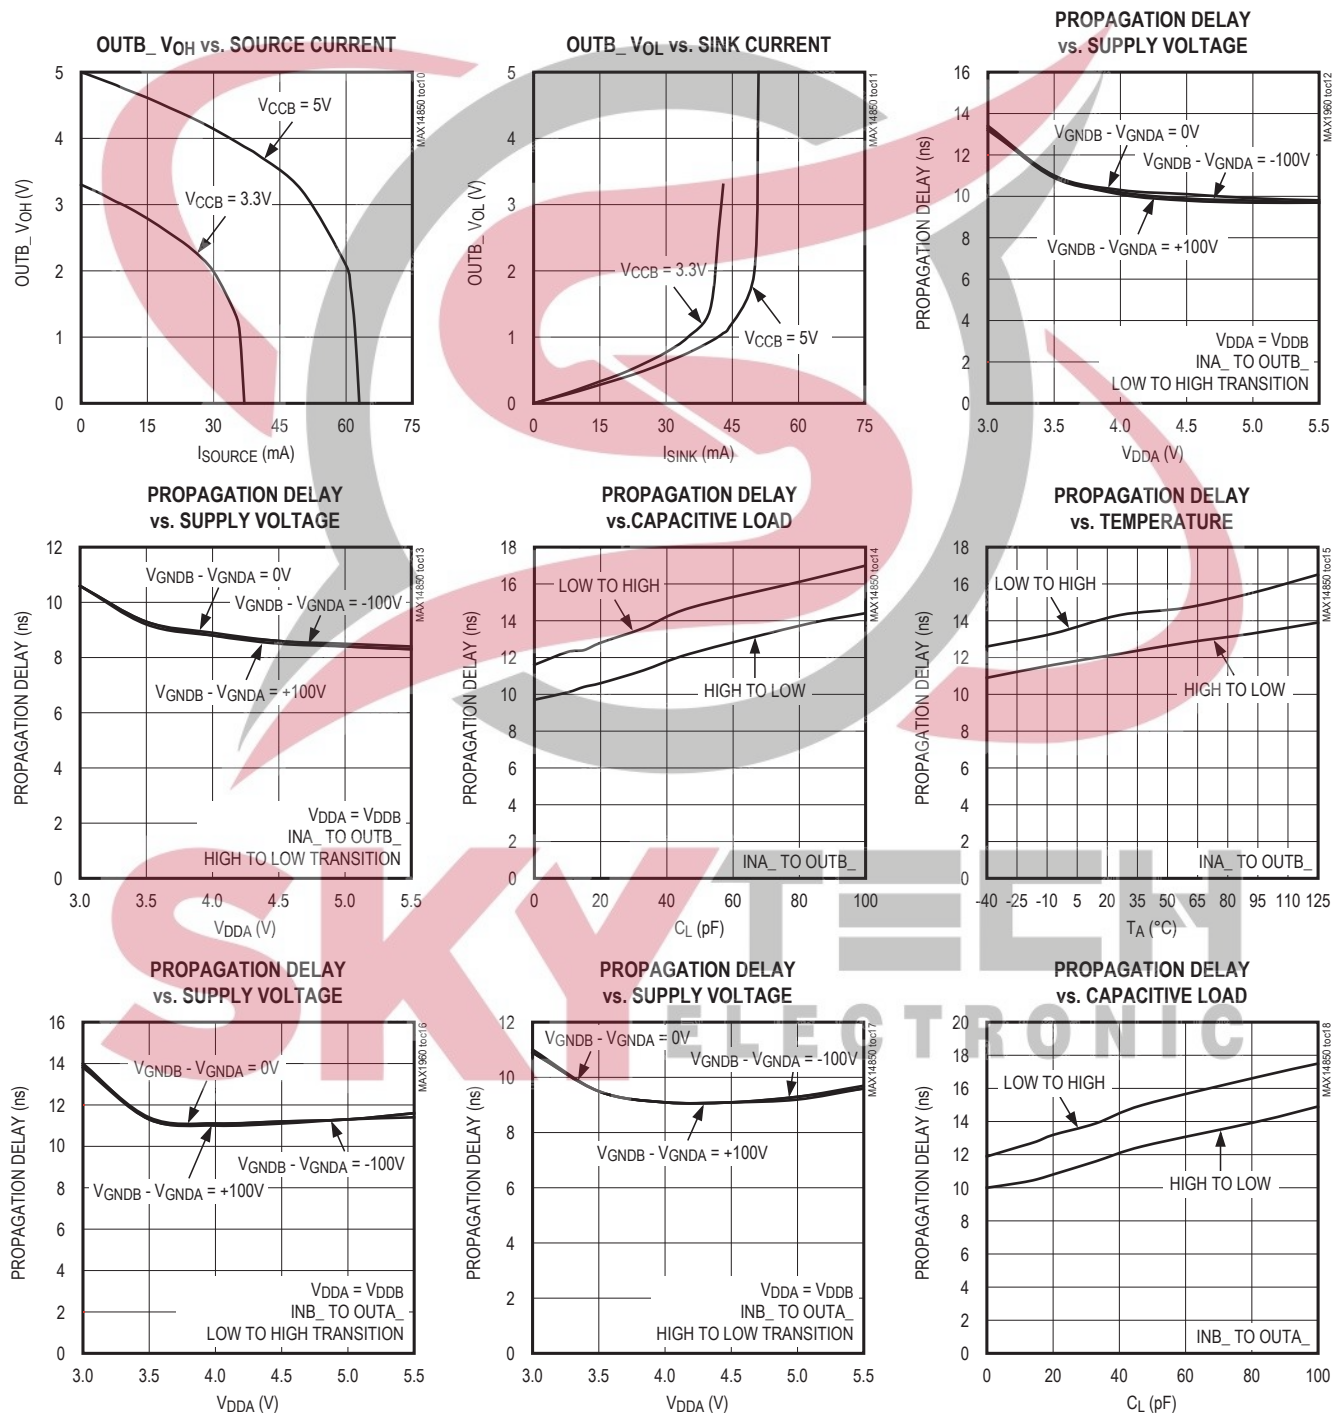 OUTB_ VOH vs. SOURCE CURRENT
OUTB_ VOH (V)
5
4
3
2
1
0
VCCB = 5V
VCCB = 3.3V
MAX14850 toc10
0 15 30 45 60 75
ISOURCE (mA)
OUTB_ VOL vs. SINK CURRENT
OUTB_ VOL (V)
5
4
3
2
1
0
VCCB = 3.3V
VCCB = 5V
MAX14850 toc11
0 15 30 45 60 75
ISINK (mA)
PROPAGATION DELAY
vs. SUPPLY VOLTAGE
PROPAGATION DELAY (ns)
16
14
12
10
8
6
4
2
0
VGNDB - VGNDA = 0V
VGNDB - VGNDA = -100V
VGNDB - VGNDA = +100V
VDDA = VDDB
INA_ TO OUTB_
LOW TO HIGH TRANSITION
MAX1960 toc12
3.0 3.5 4.0 4.5 5.0 5.5
VDDA (V)
PROPAGATION DELAY
vs. SUPPLY VOLTAGE
PROPAGATION DELAY (ns)
12
10
8
6
4
2
0
VGNDB - VGNDA = 0V
VGNDB - VGNDA = -100V
VGNDB - VGNDA = +100V
VDDA = VDDB
INA_ TO OUTB_
HIGH TO LOW TRANSITION
MAX14850 toc13
3.0 3.5 4.0 4.5 5.0 5.5
VDDA (V)
PROPAGATION DELAY
vs.CAPACITIVE LOAD
PROPAGATION DELAY (ns)
18
16
14
12
10
8
6
4
2
0
LOW TO HIGH
HIGH TO LOW
INA_ TO OUTB_
MAX14850 toc14
0 20 40 60 80 100
CL (pF)
PROPAGATION DELAY
vs. TEMPERATURE
PROPAGATION DELAY (ns)
18
16
14
12
10
8
6
4
2
0
LOW TO HIGH
HIGH TO LOW
INA_ TO OUTB_
MAX14850 toc15
-40 -25 -10 5 20 35 50 65 80 95 110 125
TA (°C)
SKYTECH
ELECTRONIC
PROPAGATION DELAY
vs. SUPPLY VOLTAGE
PROPAGATION DELAY (ns)
16
14
12
10
8
6
4
2
0
VGNDB - VGNDA = 0V
VGNDB - VGNDA = -100V
VGNDB - VGNDA = +100V
VDDA = VDDB
INB_ TO OUTA_
LOW TO HIGH TRANSITION
MAX1960 toc16
3.0 3.5 4.0 4.5 5.0 5.5
VDDA (V)
PROPAGATION DELAY
vs. SUPPLY VOLTAGE
PROPAGATION DELAY (ns)
12
10
8
6
4
2
0
VGNDB - VGNDA = 0V
VGNDB - VGNDA = -100V
VGNDB - VGNDA = +100V
VDDA = VDDB
INB_ TO OUTA_
HIGH TO LOW TRANSITION
MAX14850 toc17
3.0 3.5 4.0 4.5 5.0 5.5
VDDA (V)
PROPAGATION DELAY
vs. CAPACITIVE LOAD
PROPAGATION DELAY (ns)
20
18
16
14
12
10
8
6
4
2
0
LOW TO HIGH
HIGH TO LOW
INB_ TO OUTA_
MAX14850 toc18
0 20 40 60 80 100
CL (pF)